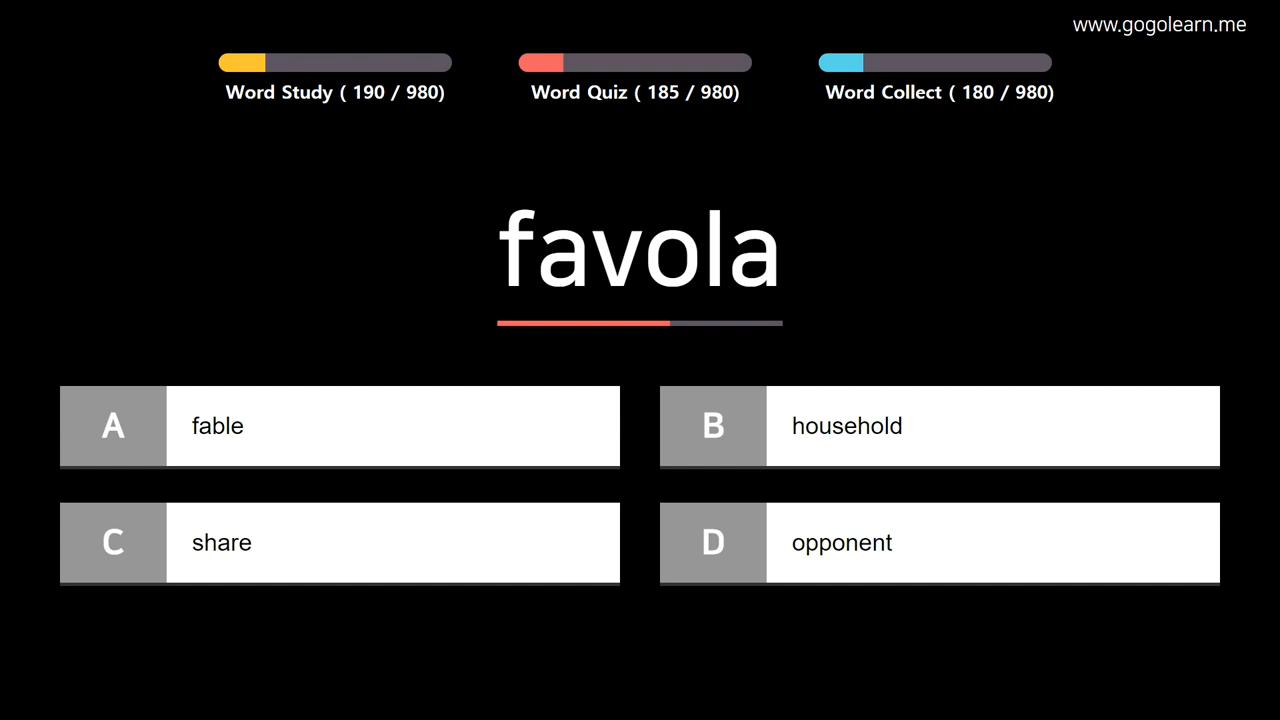 www.gogolearn.me
Word Study ( 190 / 980)
Word Quiz ( 185 / 980)
Word Collect ( 180 / 980)
favola
A fable
B household
C share
D opponent